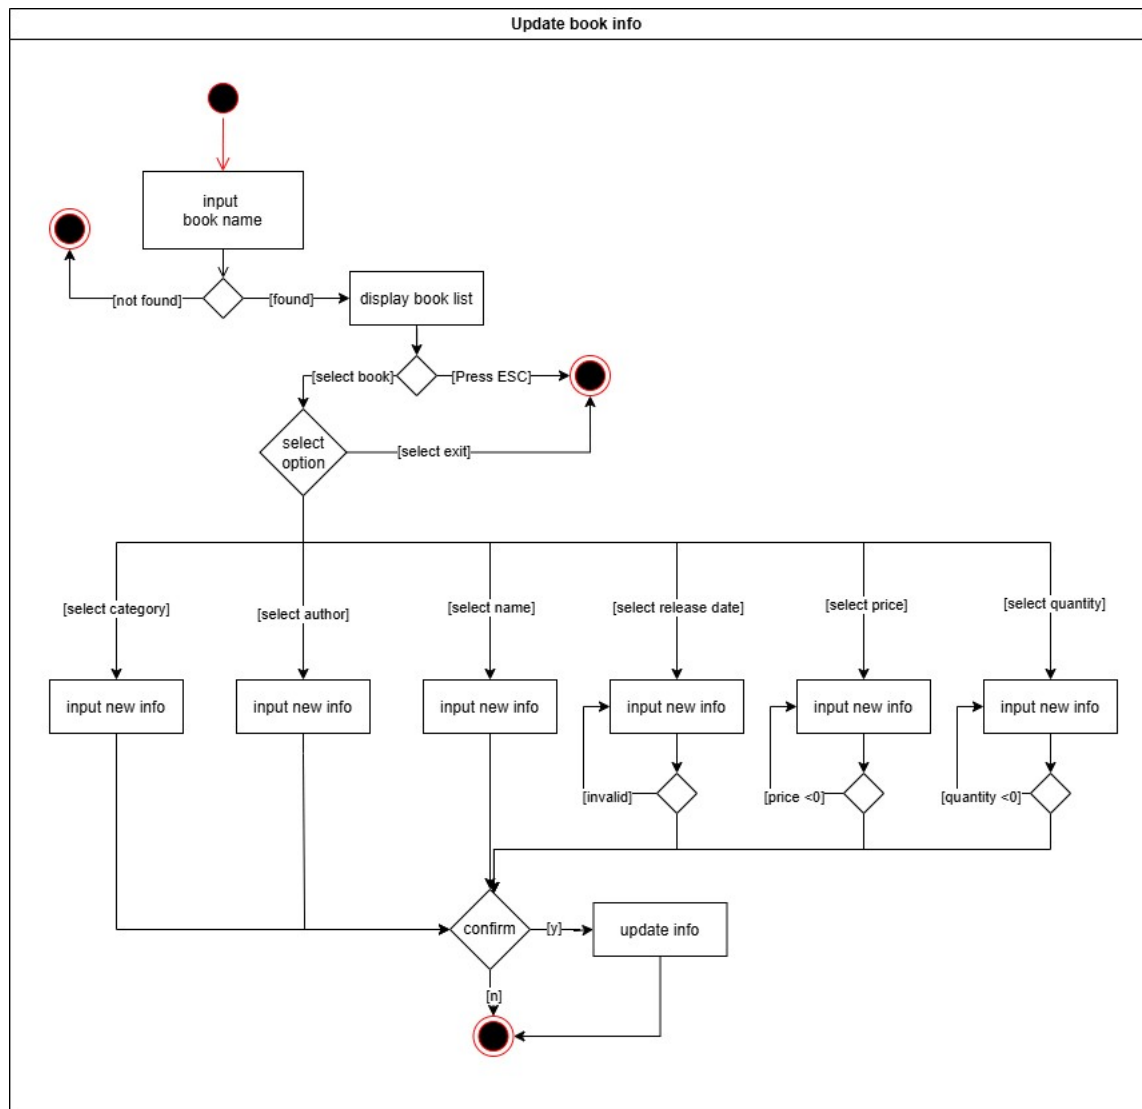 Update book info
input
book name
[not found]
[found]
display book list
[select book]
[Press ESC]
select
option
[select exit]
[select category]
[select author]
[select name]
[select release date]
[select price]
[select quantity]
input new info
input new info
input new info
input new info
input new info
input new info
[invalid]
[price <0]
[quantity <0]
confirm
[y]
update info
[n]